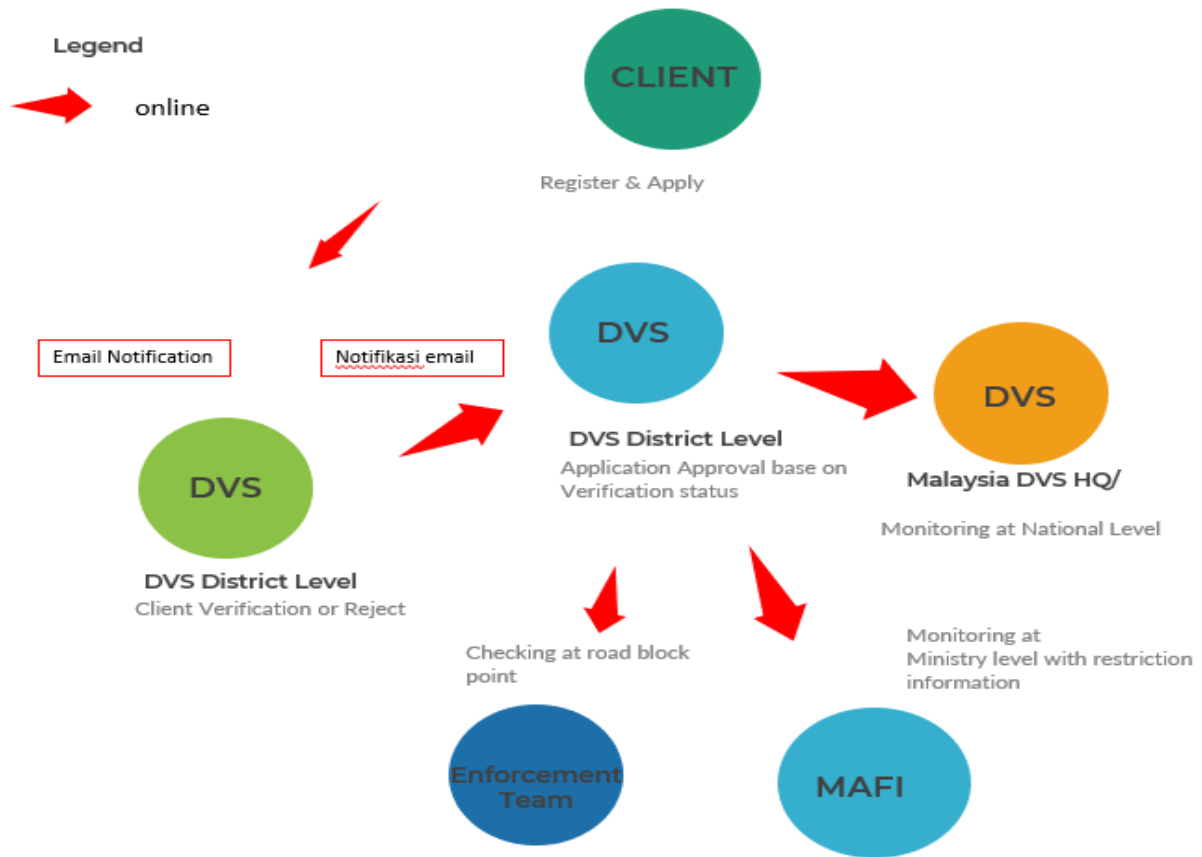 Legend
online
CLIENT
Register & Apply
Email Notification
Notifikasi email
DVS
DVS District Level
Client Verification or Reject
DVS
DVS District Level
Application Approval base on
Verification status
DVS
Malaysia DVS HQ/
Monitoring at National Level
Checking at road block
point
Enforcement
Team
Monitoring at
Ministry level with restriction
information
MAFI